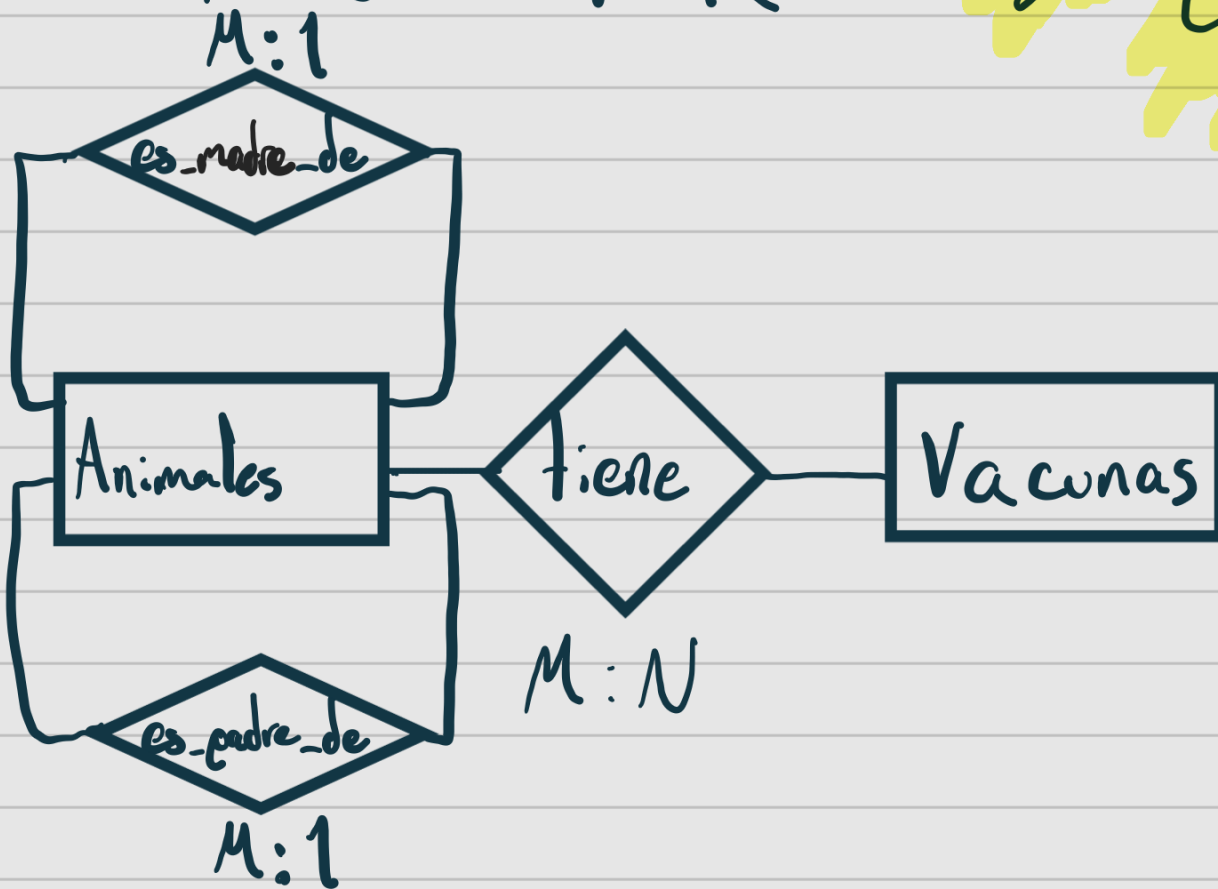 M:1
es_madre_de
Animales
tiene
Vacunas
M:N
es_padre_de
M:1